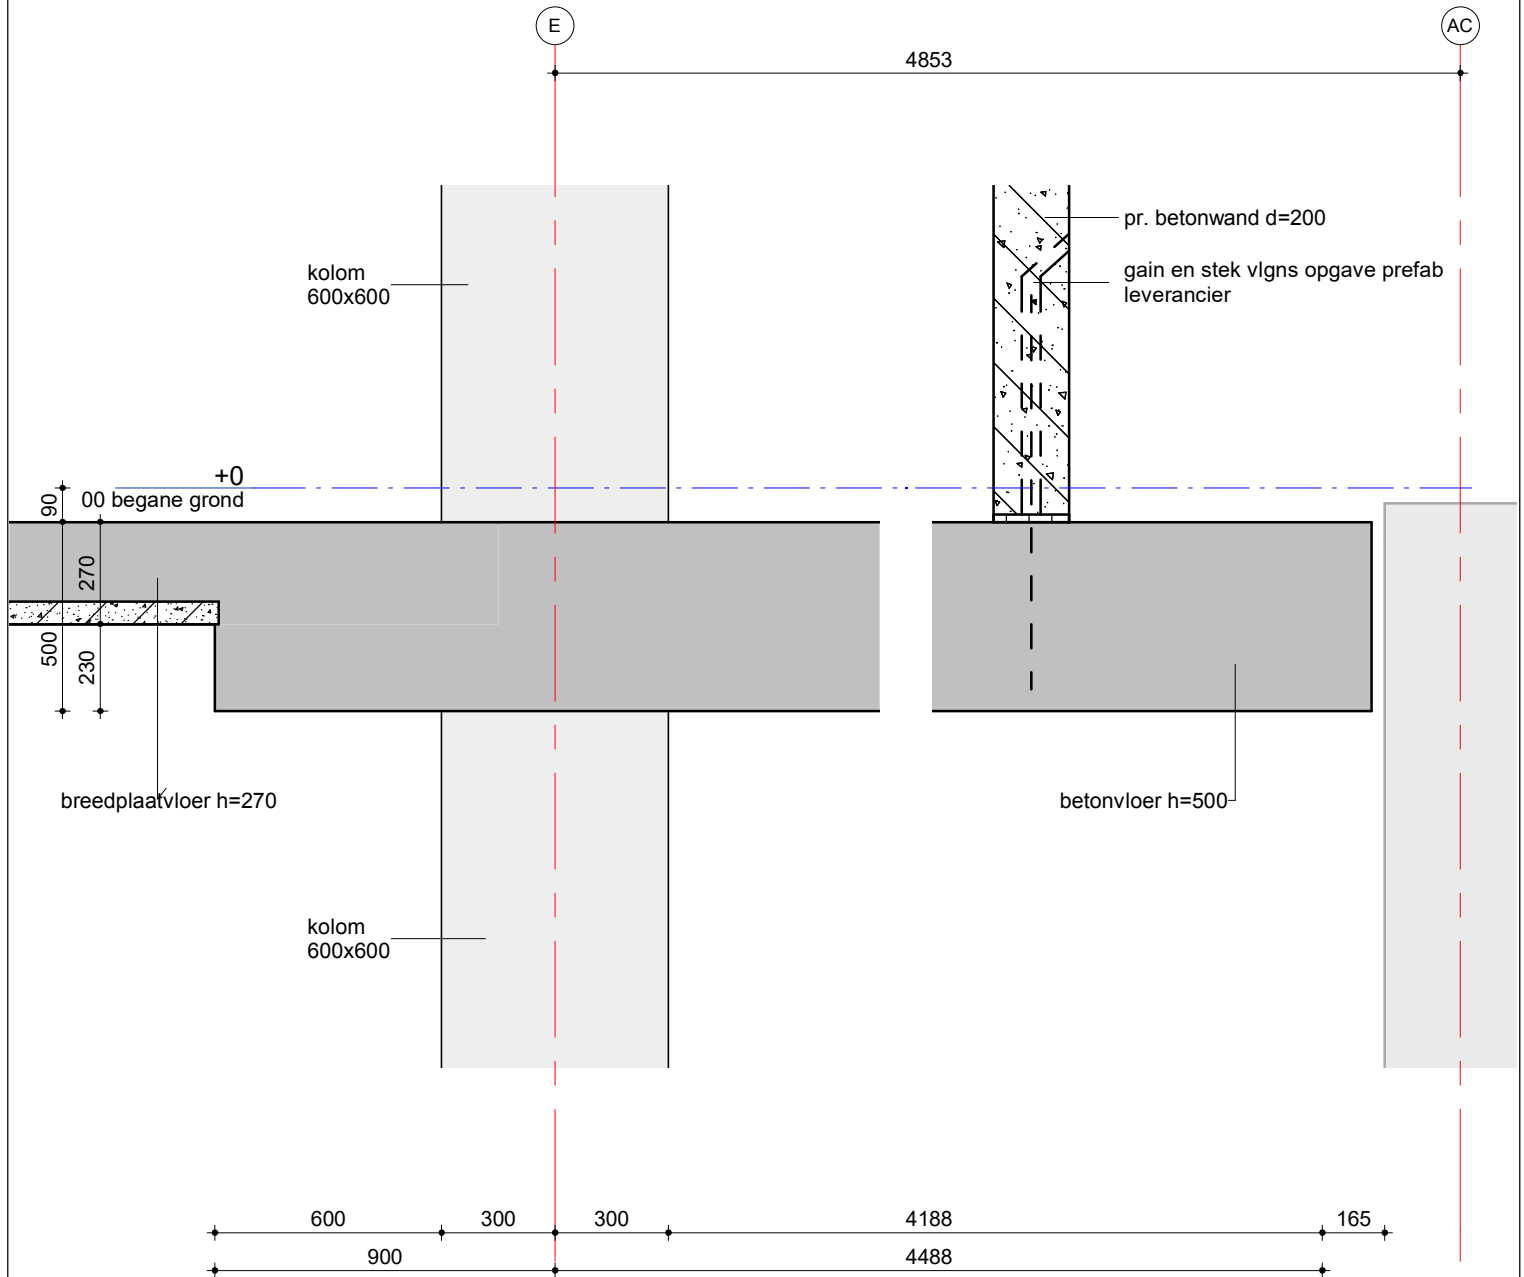 E
AC
4853
pr. betonwand d=200
gain en stek vlgns opgave prefab
leverancier
kolom
600x600
+0
00 begane grond
90
270
500
230
breedplaatvloer h=270
betonvloer h=500
kolom
600x600
600
300
300
4188
165
900
4488